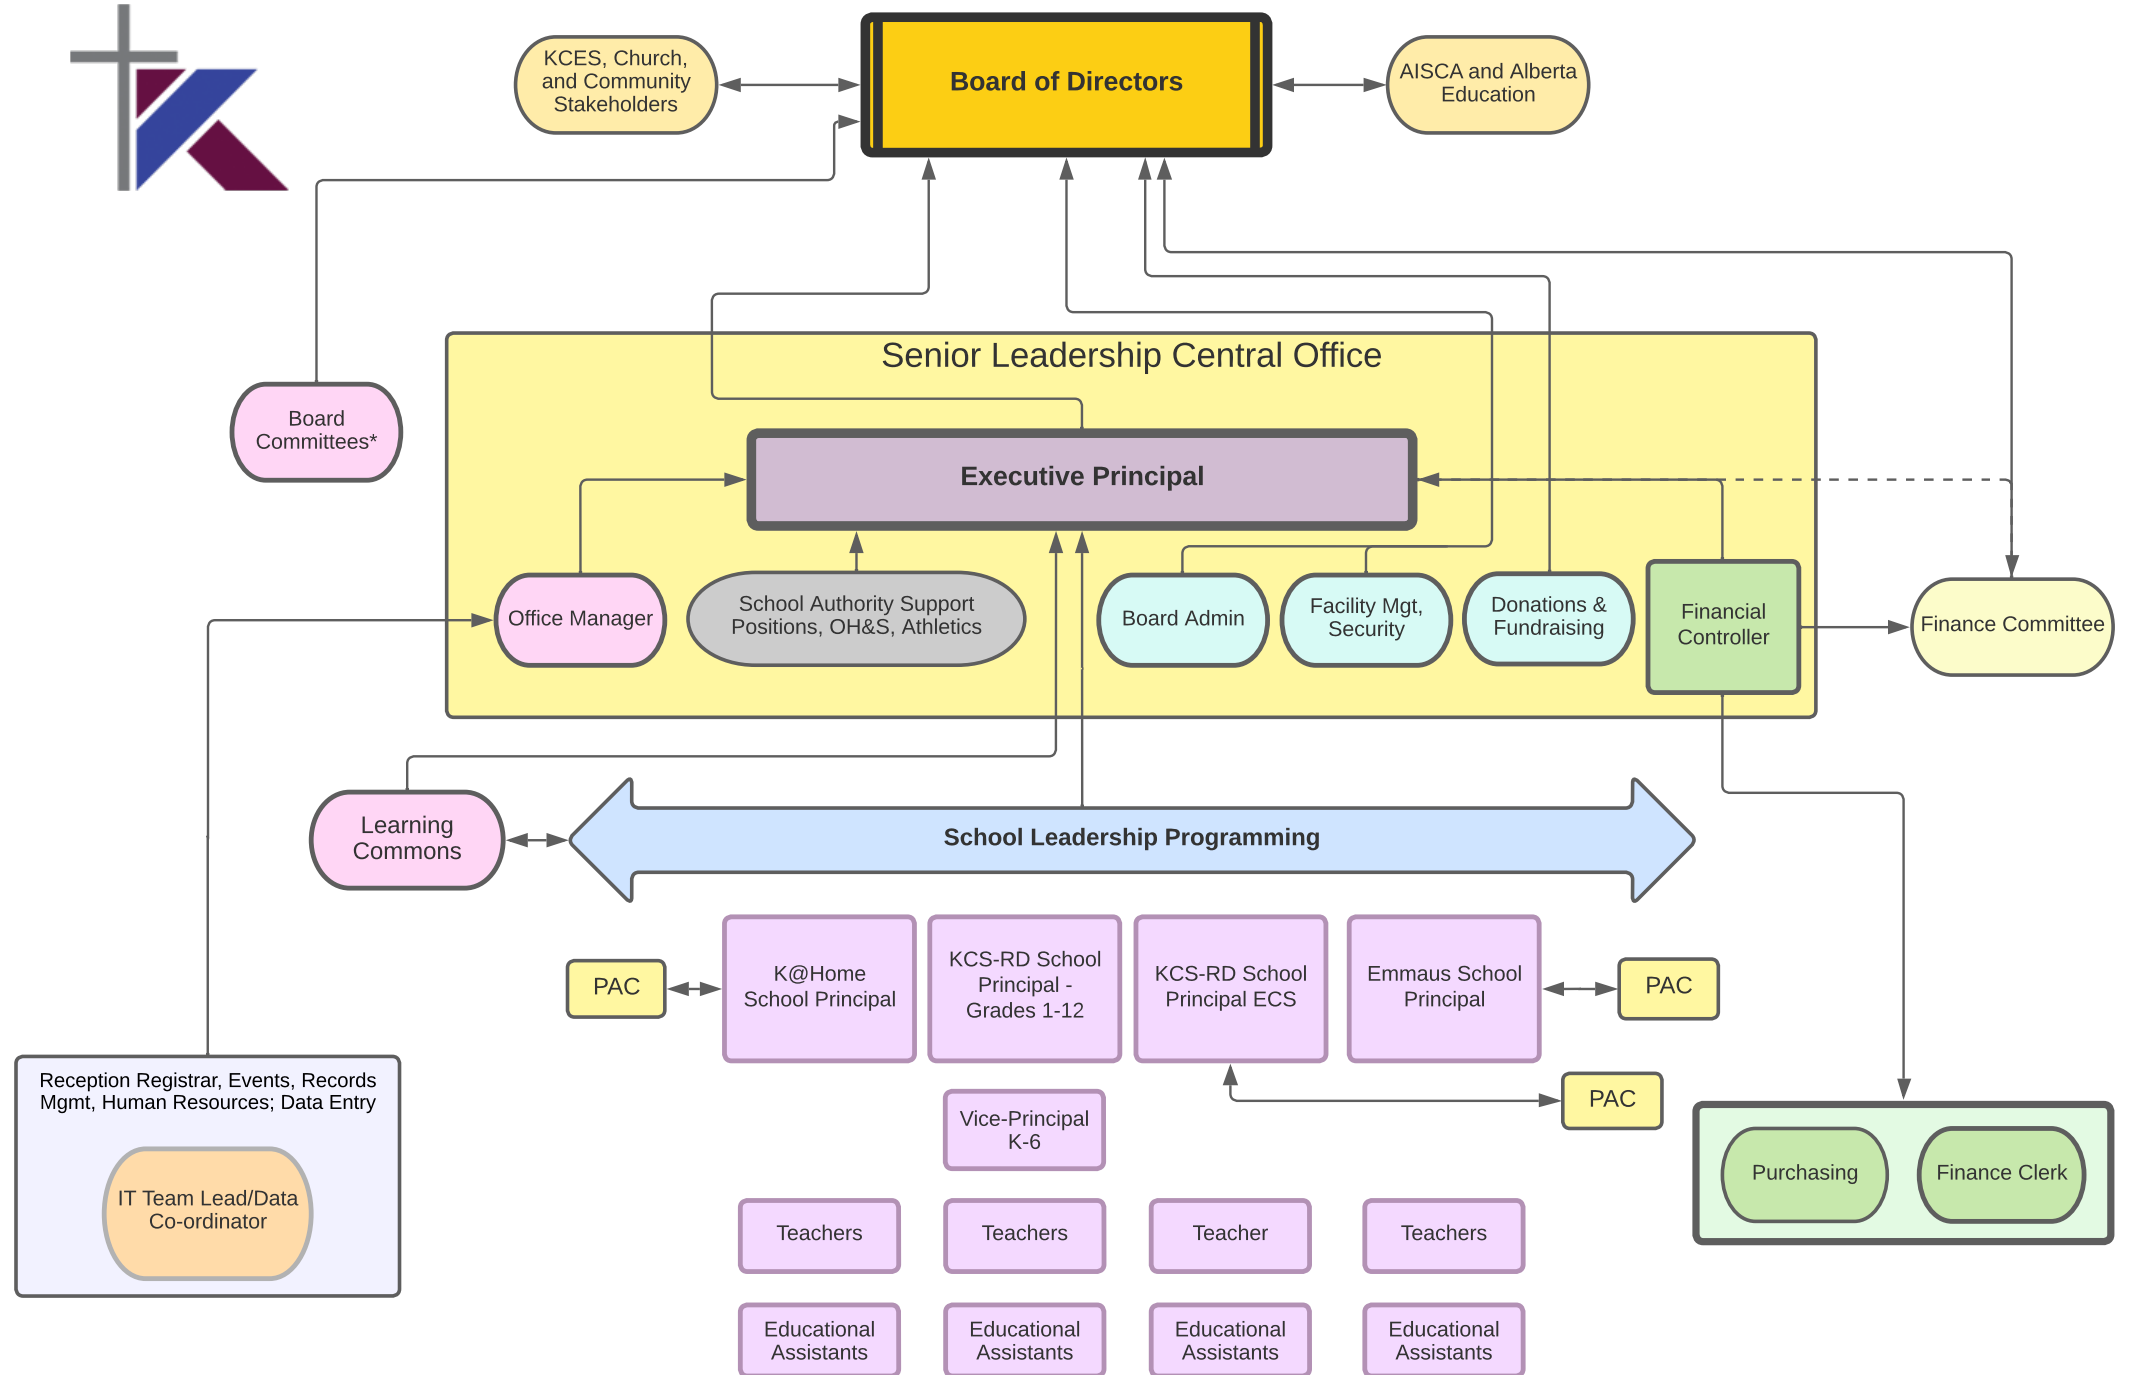 KCES, Church,
and Community
Stakeholders
Board of Directors
AISCA and Alberta
Education
Senior Leadership Central Office
Board
Committees*
Executive Principal
Office Manager
School Authority Support
Positions, OH&S, Athletics
Board Admin
Facility Mgt,
Security
Donations &
Fundraising
Financial
Controller
Finance Committee
Learning
Commons
School Leadership Programming
PAC
K@Home
School Principal
KCS-RD School
Principal -
Grades 1-12
KCS-RD School
Principal ECS
Emmaus School
Principal
PAC
Reception Registrar, Events, Records
Mgmt, Human Resources; Data Entry
IT Team Lead/Data
Co-ordinator
Vice-Principal
K-6
PAC
Purchasing
Finance Clerk
Teachers
Teachers
Teacher
Teachers
Educational
Assistants
Educational
Assistants
Educational
Assistants
Educational
Assistants